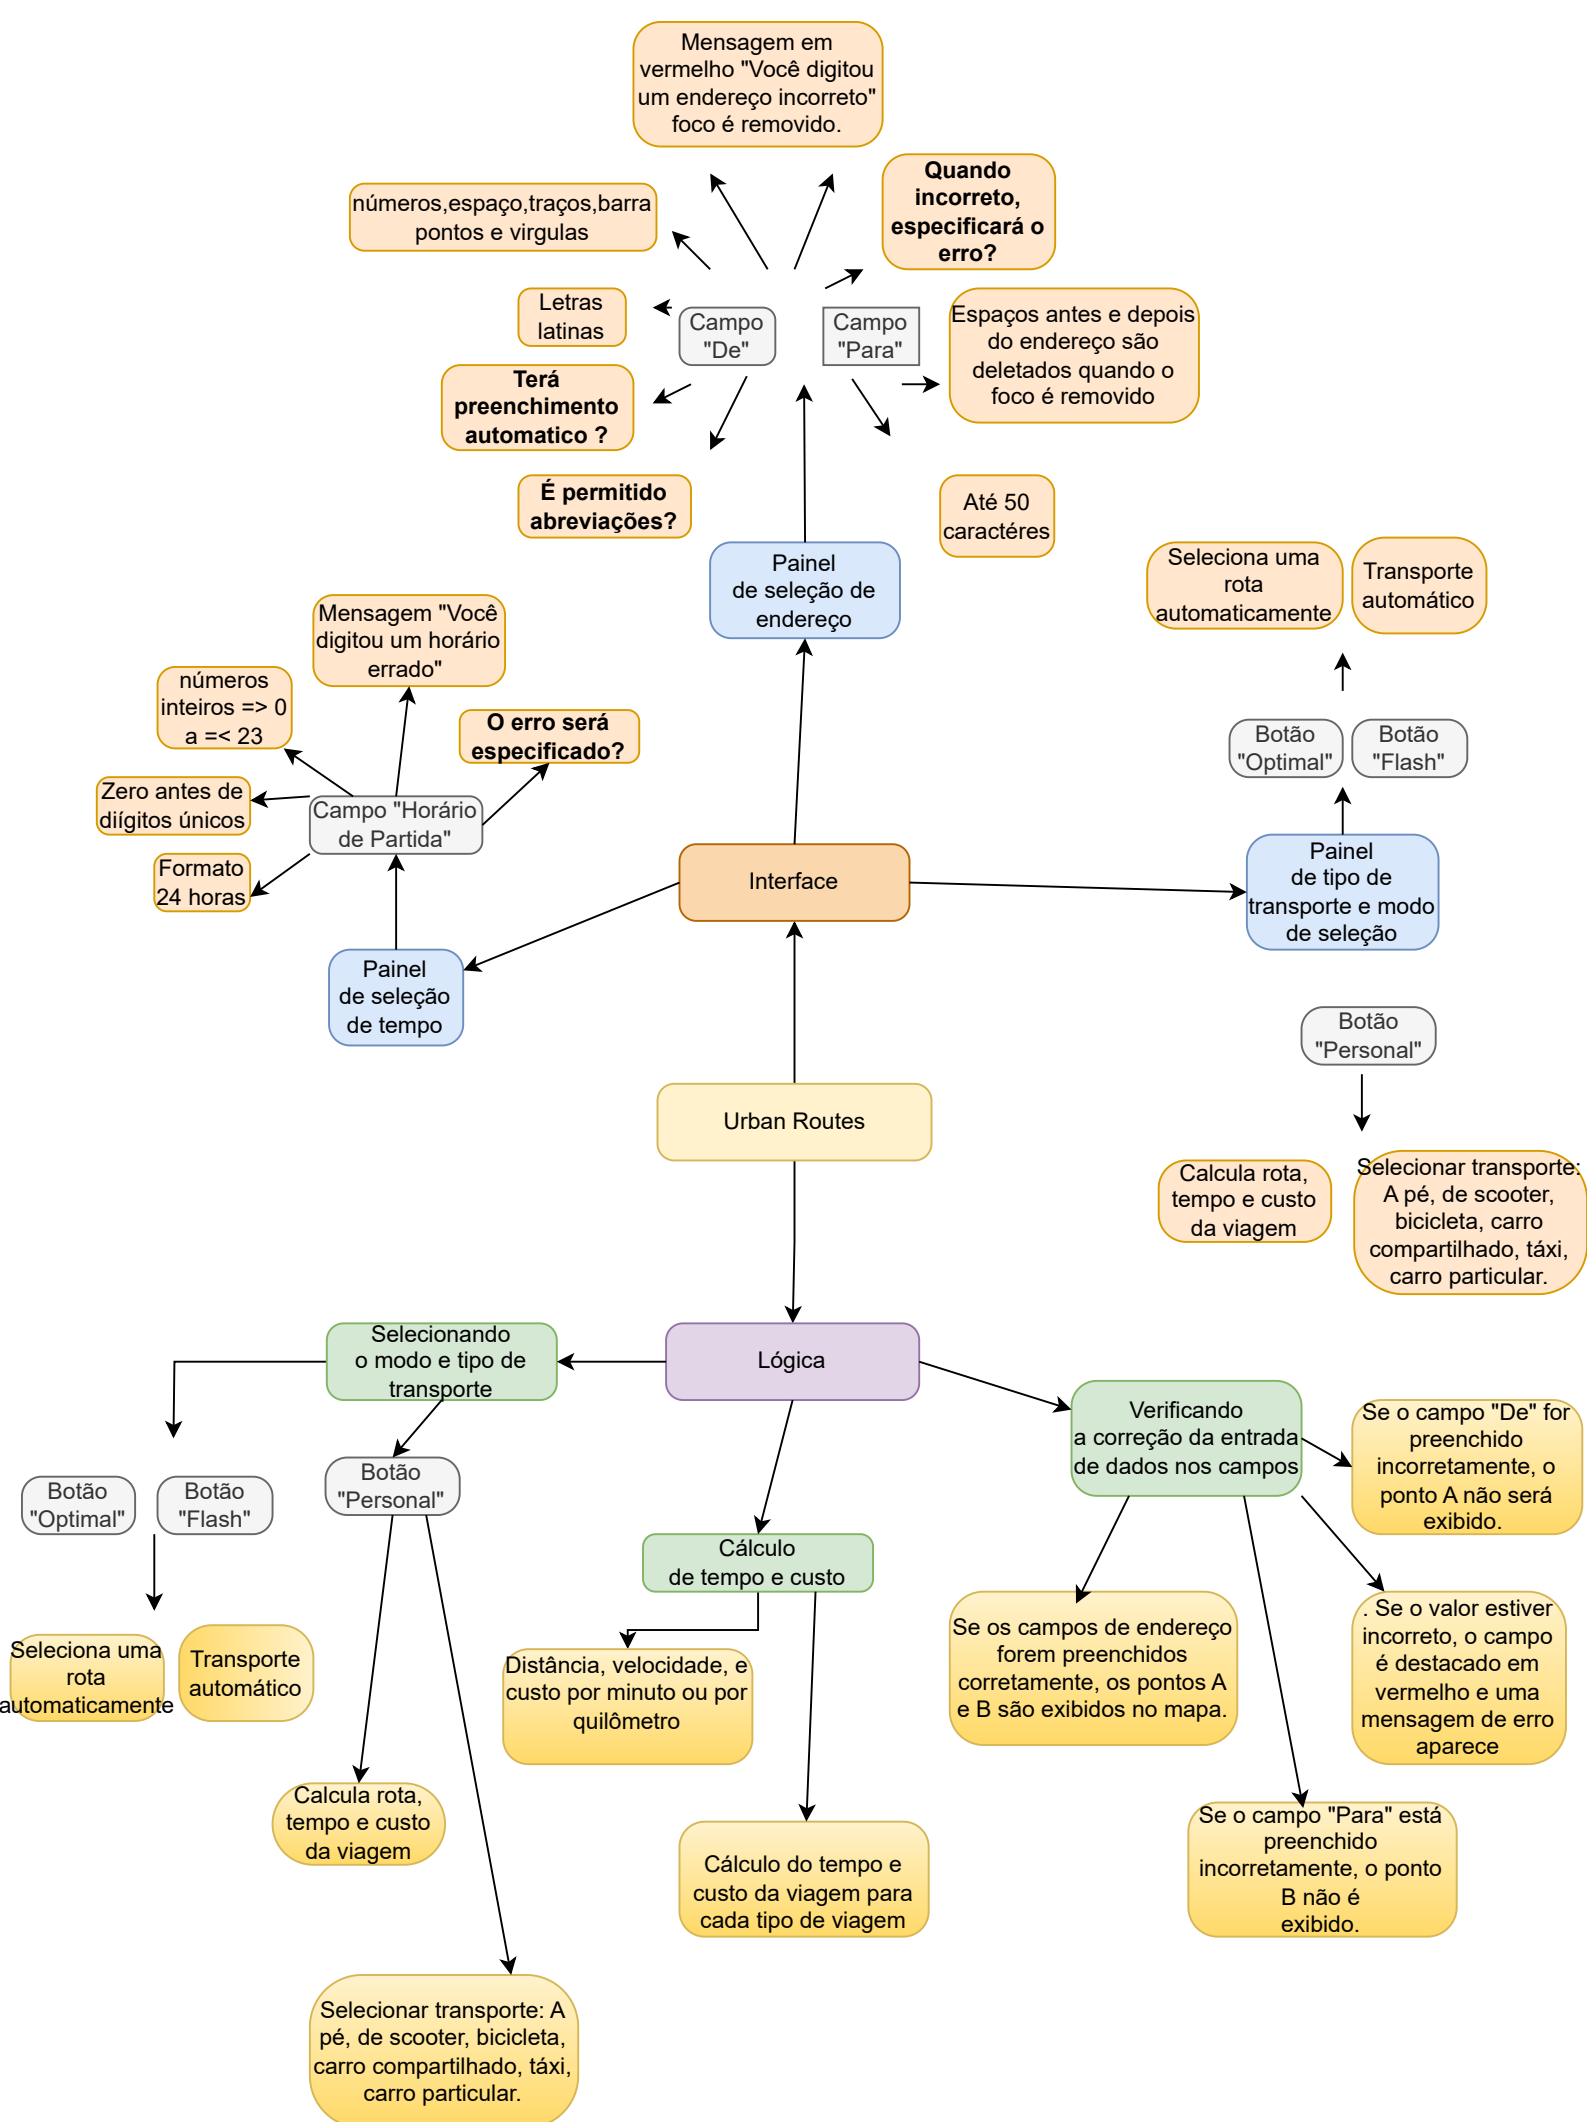 Mensagem em
vermelho "Você digitou
um endereço incorreto"
foco é removido.
Quando
incorreto,
especificará o
erro?
números,espaço,traços,barra
pontos e virgulas
Letras
latinas
Campo
"De"
Campo
"Para"
Espaços antes e depois
do endereço são
deletados quando o
foco é removido
Terá
preenchimento
automatico ?
É permitido
abreviações?
Até 50
caractéres
Painel
de seleção de
endereço
Seleciona uma
rota
automaticamente
Transporte
automático
Mensagem "Você
digitou um horário
errado"
números
inteiros => 0
a =< 23
O erro será
especificado?
Zero antes de
diígitos únicos
Campo "Horário
de Partida"
Formato
24 horas
Botão
"Optimal"
Botão
"Flash"
Interface
Painel
de tipo de
transporte e modo
de seleção
Painel
de seleção
de tempo
Botão
"Personal"
Urban Routes
Calcula rota,
tempo e custo
da viagem
Selecionar transporte:
A pé, de scooter,
bicicleta, carro
compartilhado, táxi,
carro particular.
Selecionando
o modo e tipo de
transporte
Lógica
Verificando
a correção da entrada
de dados nos campos
Se o campo "De" for
preenchido
incorretamente, o
ponto A não será
exibido.
Botão
"Optimal"
Botão
"Flash"
Botão
"Personal"
Cálculo
de tempo e custo
Seleciona uma
rota
automaticamente
Transporte
automático
Distância, velocidade, e
custo por minuto ou por
quilômetro
Se os campos de endereço
forem preenchidos
corretamente, os pontos A
e B são exibidos no mapa.
. Se o valor estiver
incorreto, o campo
é destacado em
vermelho e uma
mensagem de erro
aparece
Calcula rota,
tempo e custo
da viagem
Cálculo do tempo e
custo da viagem para
cada tipo de viagem
Se o campo "Para" está
preenchido
incorretamente, o ponto
B não é
exibido.
Selecionar transporte: A
pé, de scooter, bicicleta,
carro compartilhado, táxi,
carro particular.